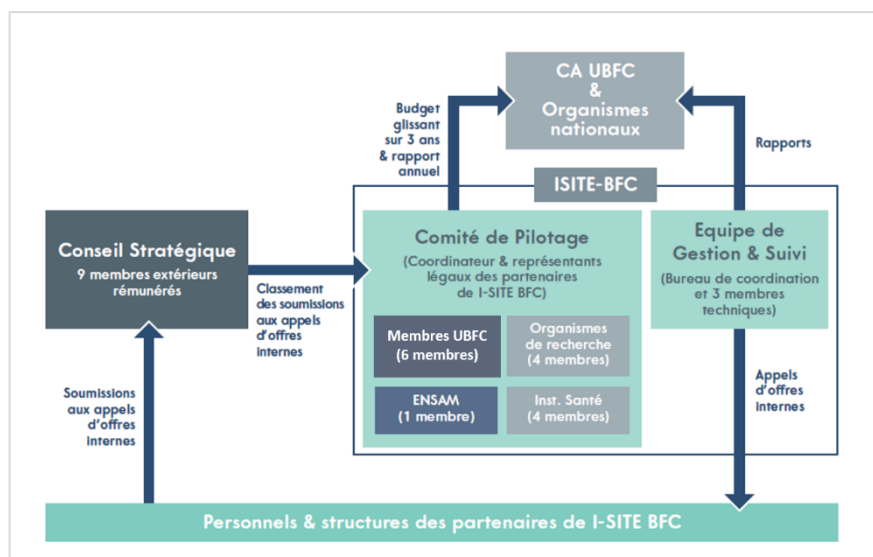 CA UBFC
&
Organismes
nationaux
Budget
glissant
sur 3 ans
& rapport
annuel
Rapports
ISITE-BFC
Conseil Stratégique
9 membres extérieurs
rémunérés
Classement
des soumissions
aux appels
d'offres
internes
Comité de Pilotage
(Coordinateur & représentants
légaux des partenaires
de I-SITE BFC)
Membres UBFC
(6 membres)
Organismes
de recherche
(4 membres)
ENSAM
(1 membre)
Inst. Santé
(4 membres)
Equipe de
Gestion & Suivi
(Bureau de coordination
et 3 membres
techniques)
Soumissions
aux appels
d'offres
internes
Appels
d'offres
internes
Personnels & structures des partenaires de I-SITE BFC